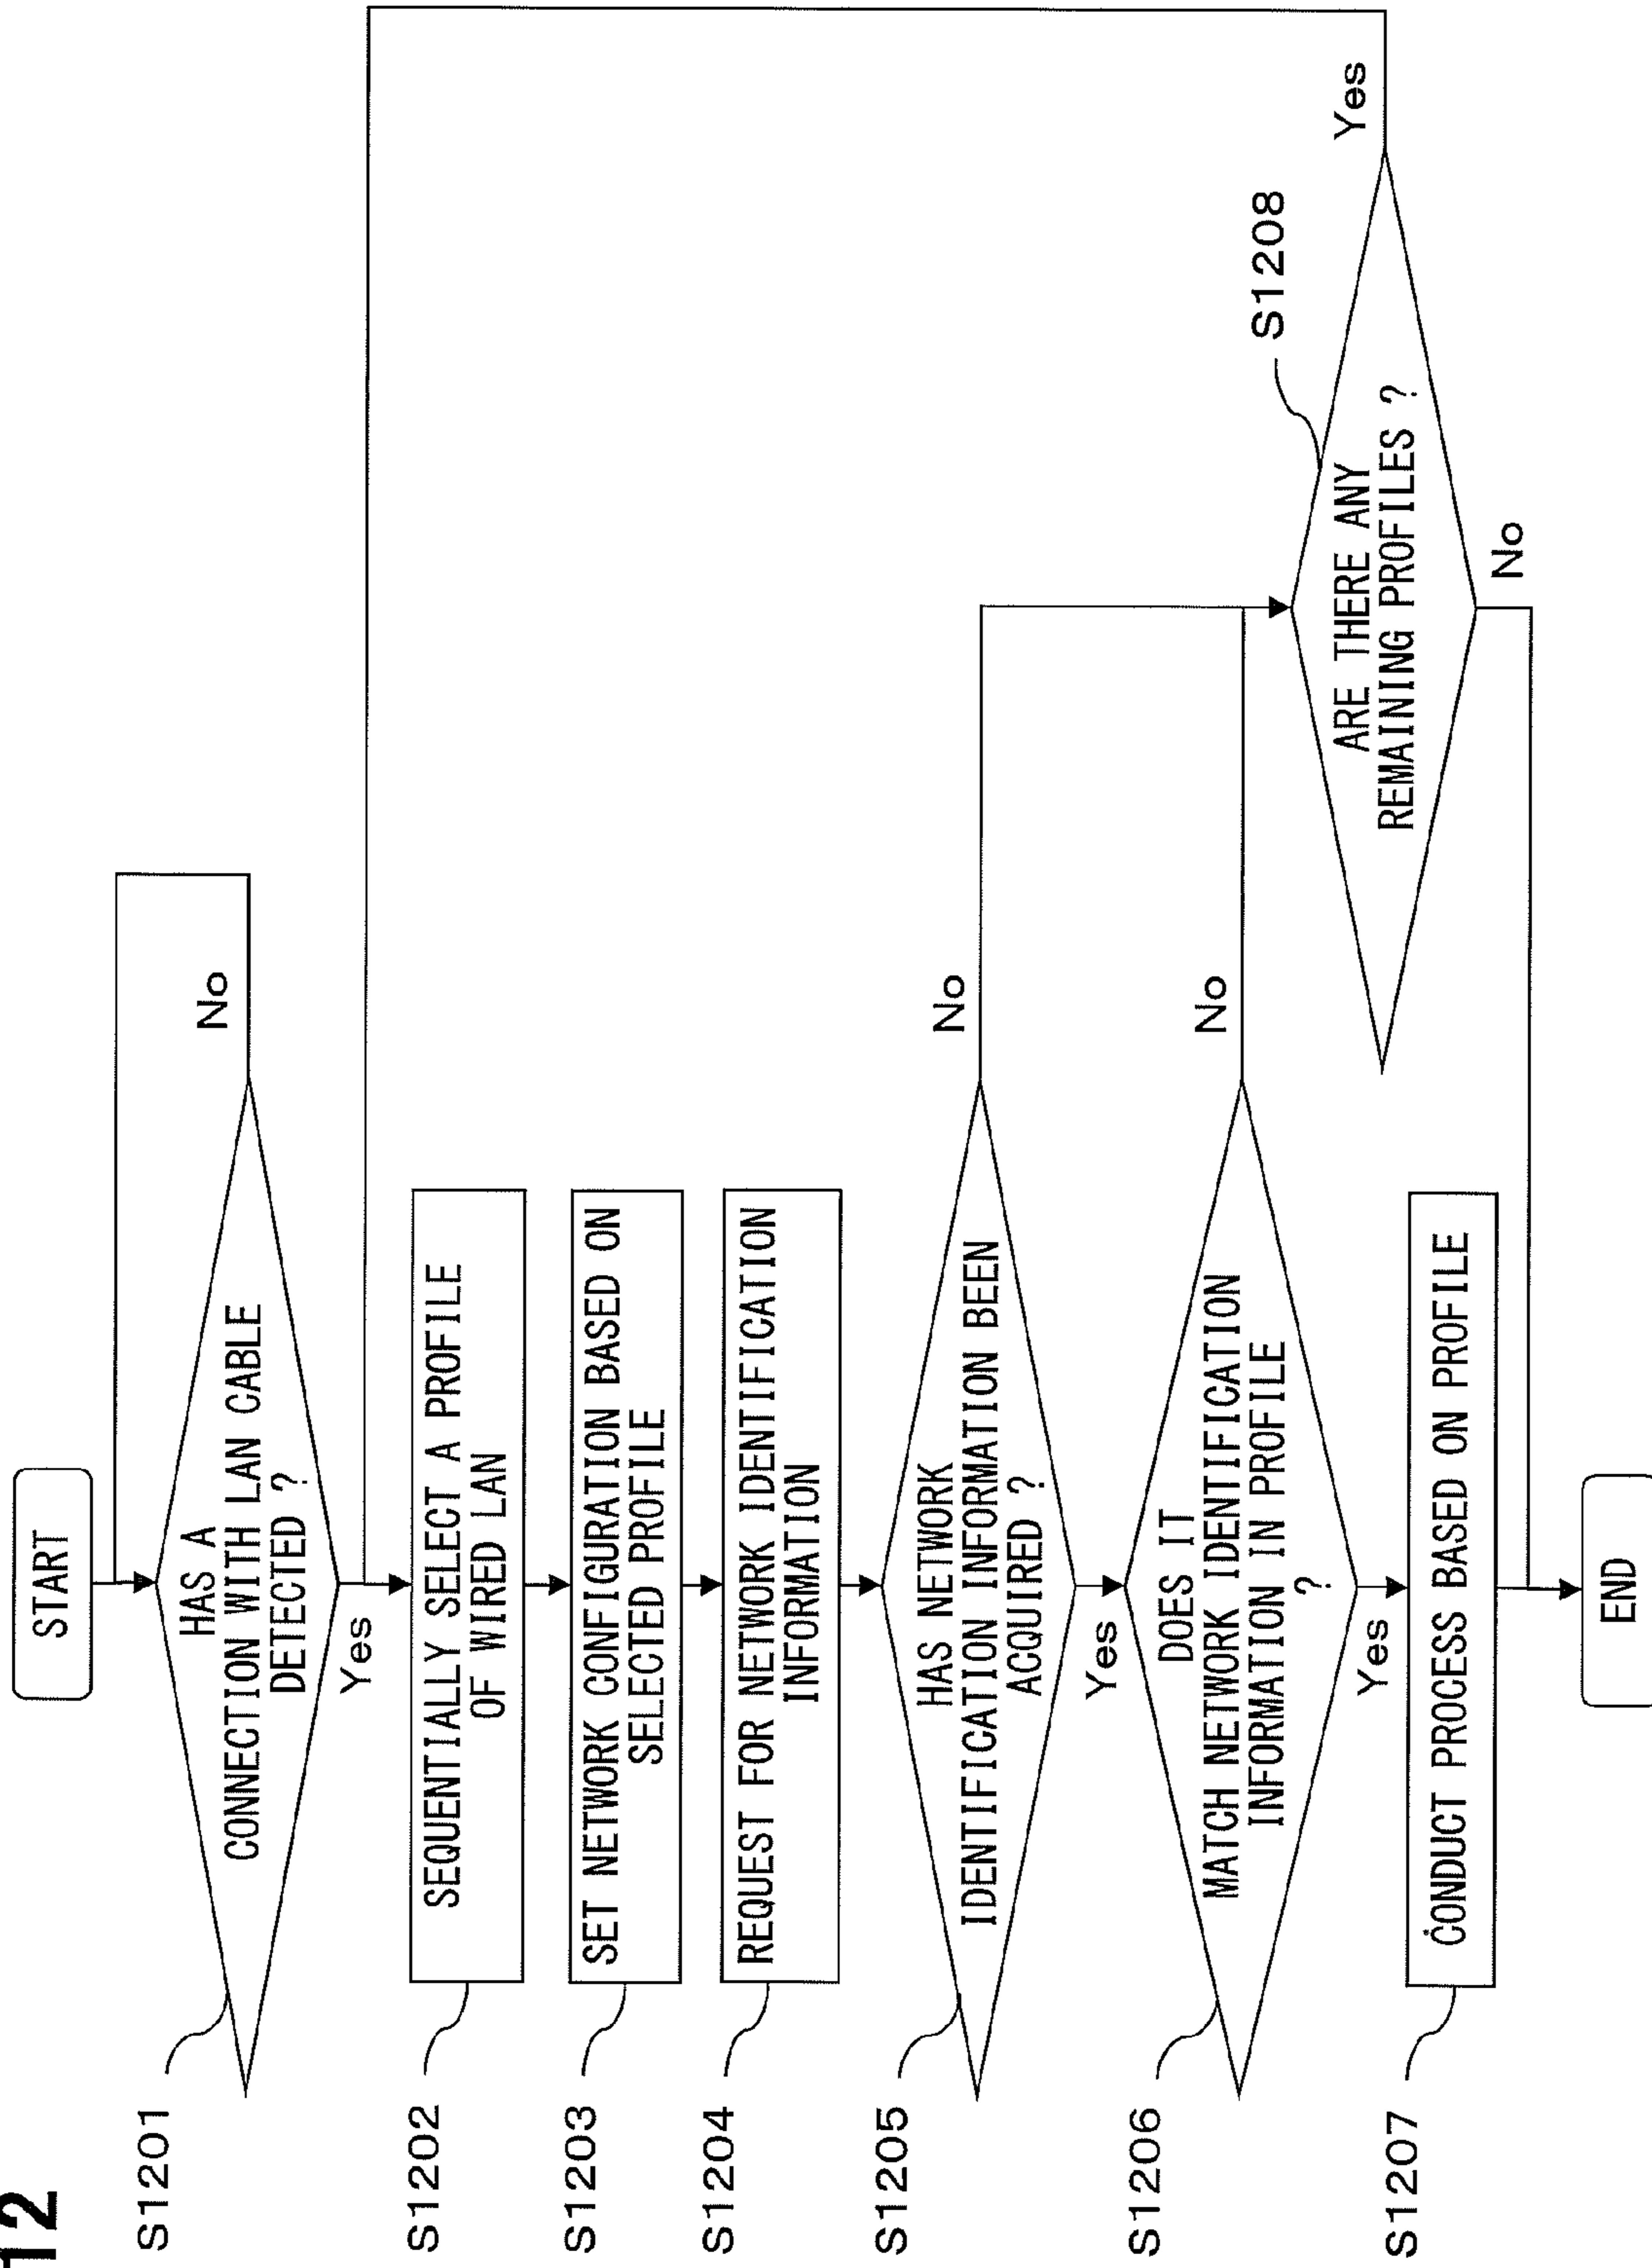 12
START
S1201
HAS A
CONNECTION WITH LAN CABLE
DETECTED ?
No
Yes
S1202
SEQUENTIALLY SELECT A PROFILE
OF WIRED LAN
S1203
SET NETWORK CONFIGURATION BASED ON
SELECTED PROFILE
S1204
REQUEST FOR NETWORK IDENTIFICATION
INFORMATION
S1205
HAS NETWORK
IDENTIFICATION INFORMATION BEEN
ACQUIRED ?
No
Yes
S1206
DOES IT
MATCH NETWORK IDENTIFICATION
INFORMATION IN PROFILE
?
No
Yes
S1208
ARE THERE ANY
REMAINING PROFILES ?
Yes
No
S1207
CONDUCT PROCESS BASED ON PROFILE
END